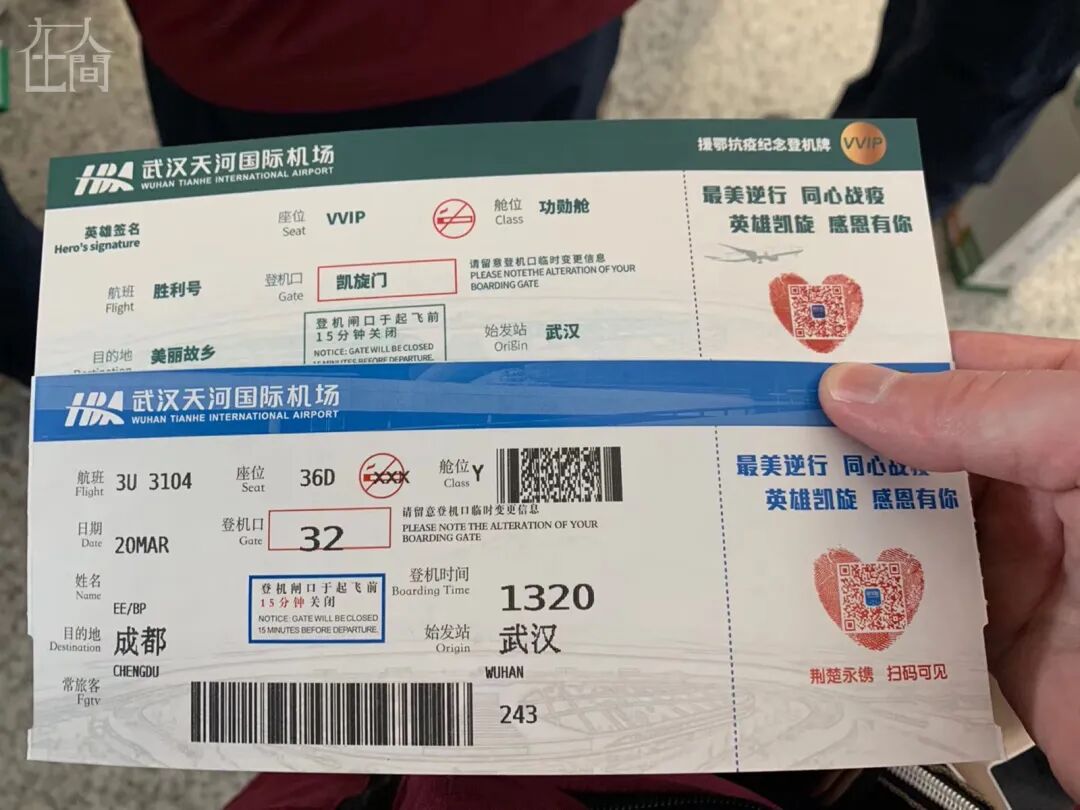 在人间
HBA 武汉天河国际机场
WUHAN TIANHE INTERNATIONAL AIRPORT
援鄂抗疫纪念登机牌 VVIP
英雄签名
Hero's signature
座位 VVIP
Seat
舱位 功勋舱
Class
最美逆行 同心战疫
英雄凯旋 感恩有你
航班 胜利号
Flight
登机口 凯旋门
Gate
请留意登机口临时变更信息
PLEASE NOTETHE ALTERATION OF YOUR
BOARDING GATE
目的地 美丽故乡
Destination
登机闸口于起飞前
15分钟关闭
NOTICE: GATE WILL BE CLOSED
15 MINUTES BEFORE DEPARTURE.
始发站 武汉
Origin
HBA 武汉天河国际机场
WUHAN TIANHE INTERNATIONAL AIRPORT
航班 3U 3104
Flight
座位 36D
Seat
XXX
舱位 Y
Class
最美逆行 同心战疫
英雄凯旋 感恩有你
日期 20MAR
Date
登机口 32
Gate
请留意登机口临时变更信息
PLEASE NOTE THE ALTERATION OF YOUR
BOARDING GATE
姓名
Name
EE/BP
登机闸口于起飞前
15分钟关闭
NOTICE: GATE WILL BE CLOSED
15 MINUTES BEFORE DEPARTURE.
登机时间 1320
Boarding Time
目的地 成都
Destination
CHENGDU
始发站 武汉
Origin
WUHAN
常旅客
Fqtv
243
荆楚永镌 扫码可见